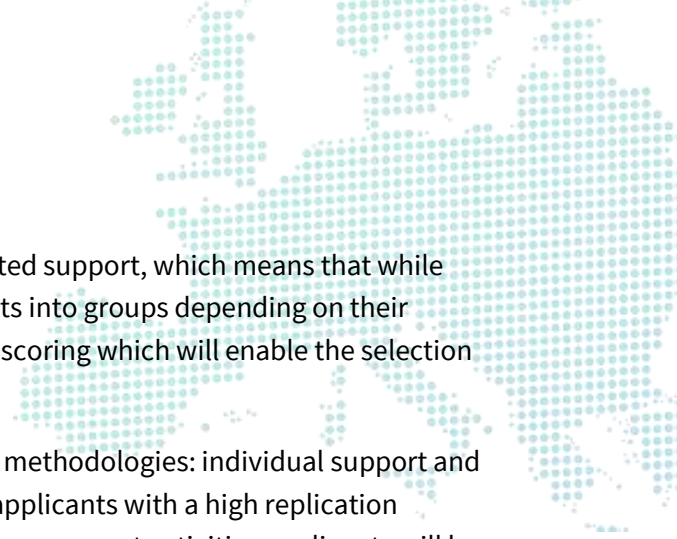 ted support, which means that while
ts into groups depending on their
scoring which will enable the selection
methodologies: individual support and
applicants with a high replication